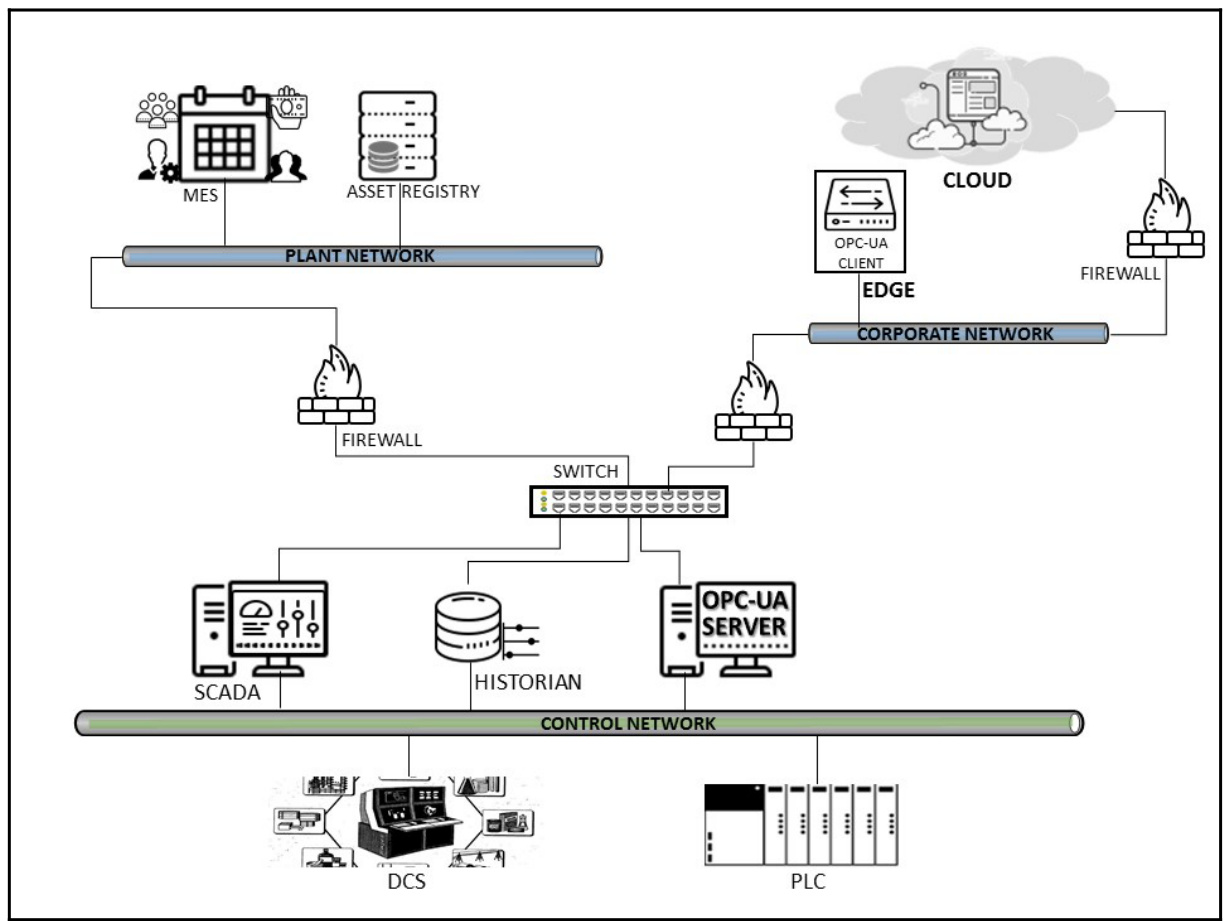 MES
ASSET REGISTRY
CLOUD
OPC-UA
CLIENT
EDGE
PLANT NETWORK
FIREWALL
CORPORATE NETWORK
FIREWALL
SWITCH
OPC-UA
SERVER
SCADA
HISTORIAN
CONTROL NETWORK
DCS
PLC